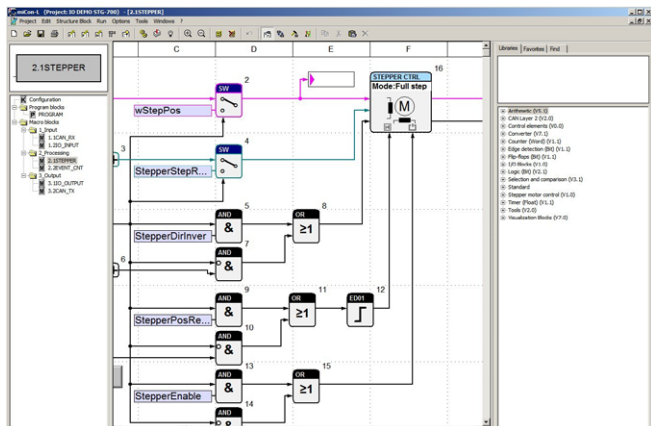 miCon-L (Project: IO DEMO STG-700) - [2.1STEPPER]
Project Edit Structure Block Run Options Tools Windows ?
2.1STEPPER
Configuration
Program blocks
PROGRAM
Macro blocks
1_Input
1.1CAN_RX
1.2IO_INPUT
2_Processing
2.1STEPPER
2.2EVENT_CNT
3_Output
3.1IO_OUTPUT
3.2CAN_TX
C D E F
2
SW
wStepPos
16
STEPPER CTRL
Mode:Full step
M
3
4
SW
StepperStepR...
5
AND
&
StepperDirInver
8
OR
≥1
6
7
AND
&
9
AND
&
StepperPosRe...
11
OR
≥1
12
ED01
10
AND
&
13
AND
&
StepperEnable
15
OR
≥1
14
AND
&
Libraries Favorites Find
Arithmetic (V5.1)
CAN Layer 2 (V2.0)
Control elements (V0.0)
Converter (V7.1)
Counter (Word) (V1.1)
Edge detection (Bit) (V1.1)
Flip-flops (Bit) (V1.1)
I/O Blocks (V1.0)
Logic (Bit) (V2.1)
Selection and comparison (V3.1)
Standard
Stepper motor control (V1.0)
Timer (Float) (V1.1)
Tools (V2.0)
Visualisation Blocks (V7.0)